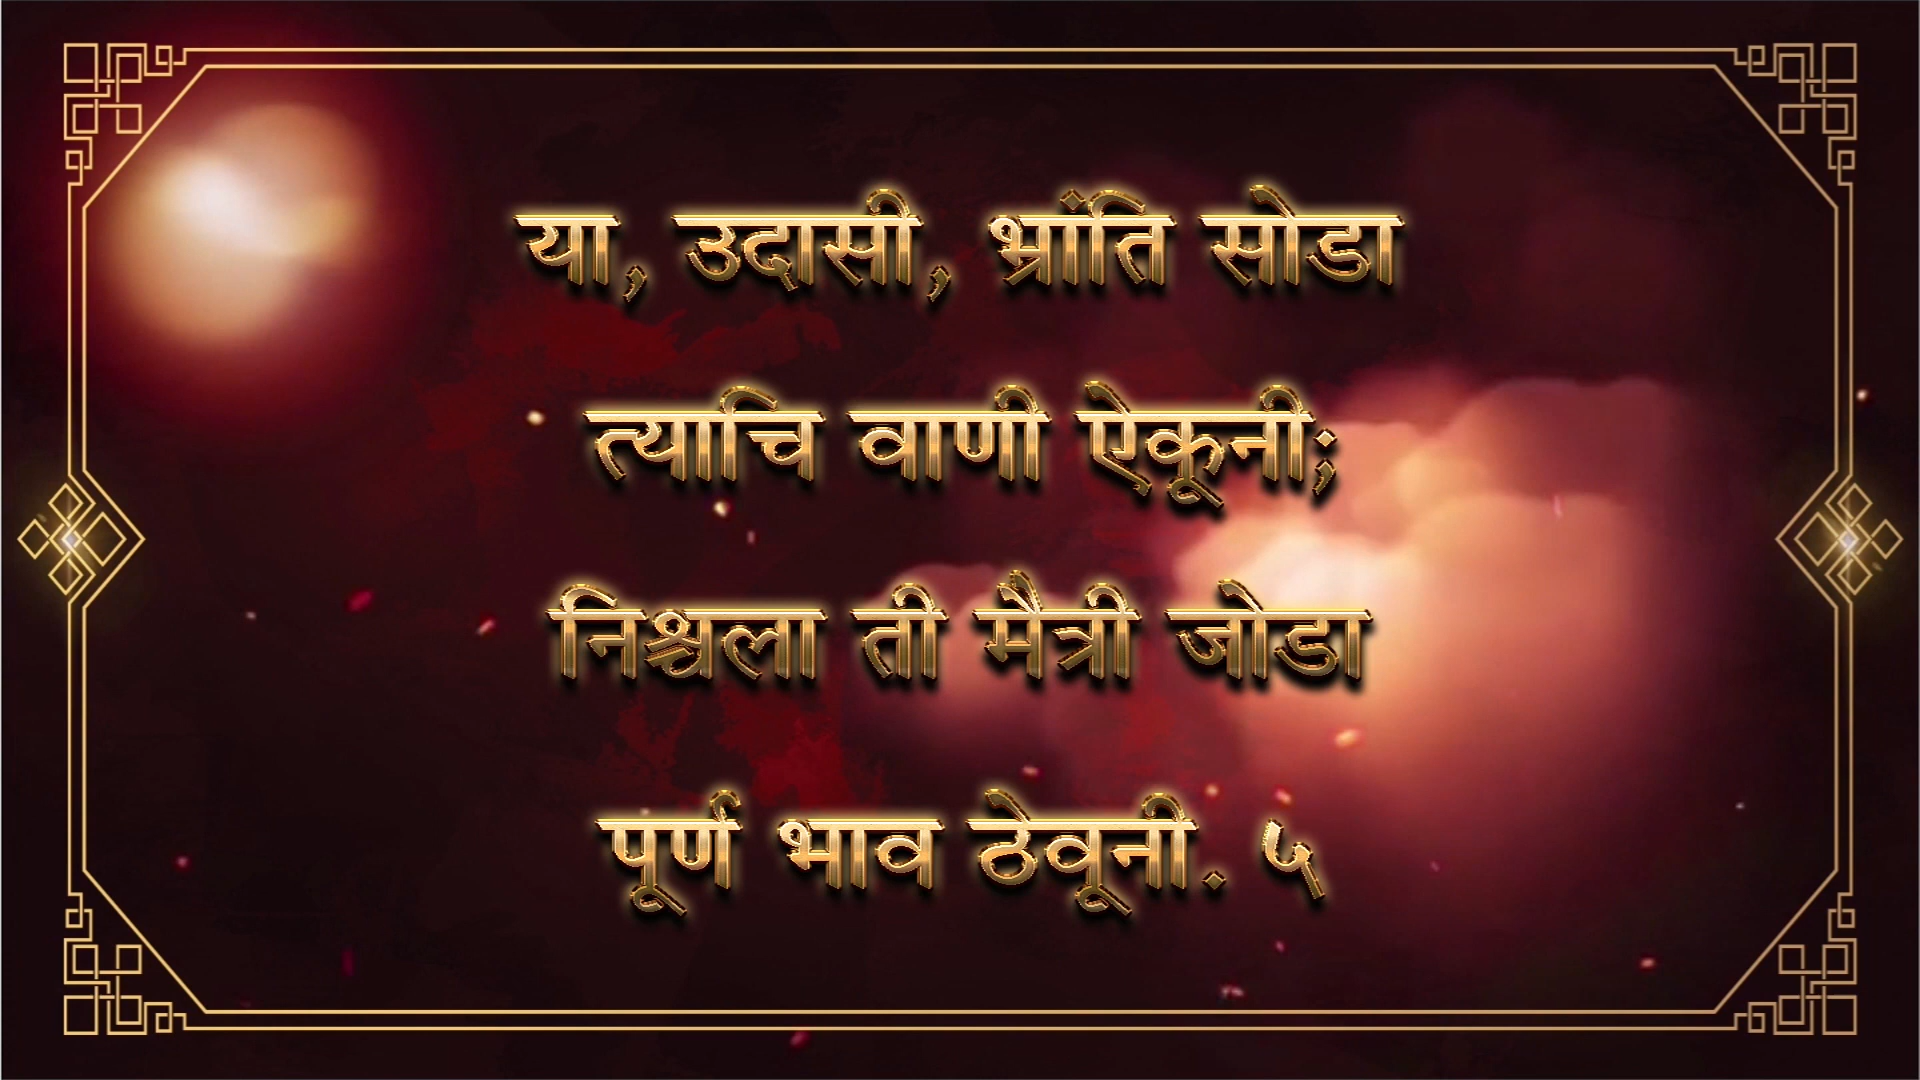 या, उदासी, भ्रांति सोडा
त्याचि वाणी ऐकूनी;
निश्चला ती मैत्री जोडा
पूर्ण भाव ठेवूनी. ५